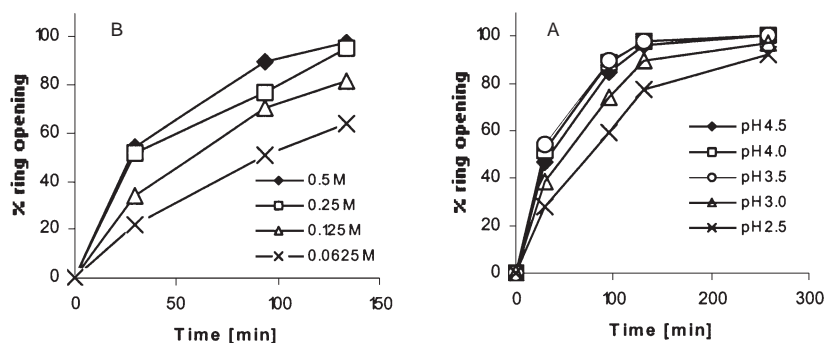 B
% ring opening
100
80
60
40
20
0
0 50 100 150
Time [min]
0.5 M
0.25 M
0.125 M
0.0625 M
A
% ring opening
100
80
60
40
20
0
0 100 200 300
Time [min]
pH 4.5
pH 4.0
pH 3.5
pH 3.0
pH 2.5